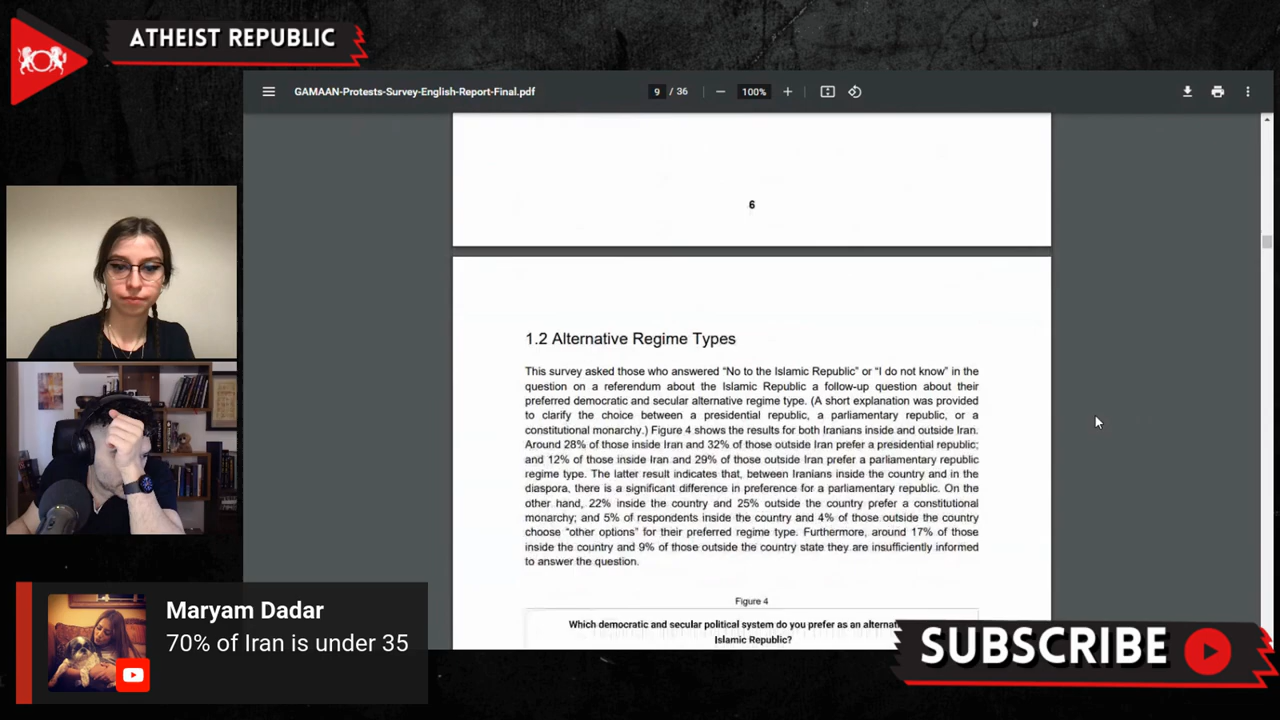 ATHEIST REPUBLIC
GAMAAN-Protests-Survey-English-Report-Final.pdf
9 / 36
100%
6
1.2 Alternative Regime Types
This survey asked those who answered “No to the Islamic Republic” or “I do not know” in the
question on a referendum about the Islamic Republic a follow-up question about their
preferred democratic and secular alternative regime type. (A short explanation was provided
to clarify the choice between a presidential republic, a parliamentary republic, or a
constitutional monarchy.) Figure 4 shows the results for both Iranians inside and outside Iran.
Around 28% of those inside Iran and 32% of those outside Iran prefer a presidential republic;
and 12% of those inside Iran and 29% of those outside Iran prefer a parliamentary republic
regime type. The latter result indicates that, between Iranians inside the country and in the
diaspora, there is a significant difference in preference for a parliamentary republic. On the
other hand, 22% inside the country and 25% outside the country prefer a constitutional
monarchy; and 5% of respondents inside the country and 4% of those outside the country
choose “other options” for their preferred regime type. Furthermore, around 17% of those
inside the country and 9% of those outside the country state they are insufficiently informed
to answer the question.
Figure 4
Which democratic and secular political system do you prefer as an alternat
Islamic Republic?
Maryam Dadar
70% of Iran is under 35
SUBSCRIBE